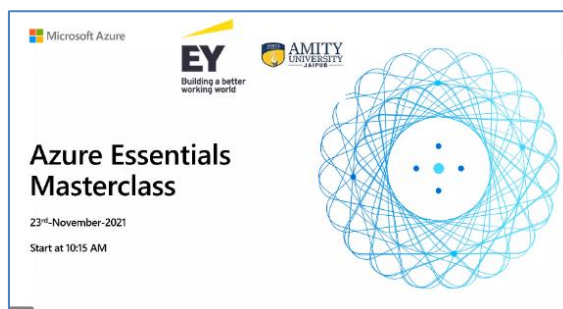 Microsoft Azure
EY
Building a better
working world
AMITY
UNIVERSITY
JAIPUR
Azure Essentials
Masterclass
23rd-November-2021
Start at 10:15 AM